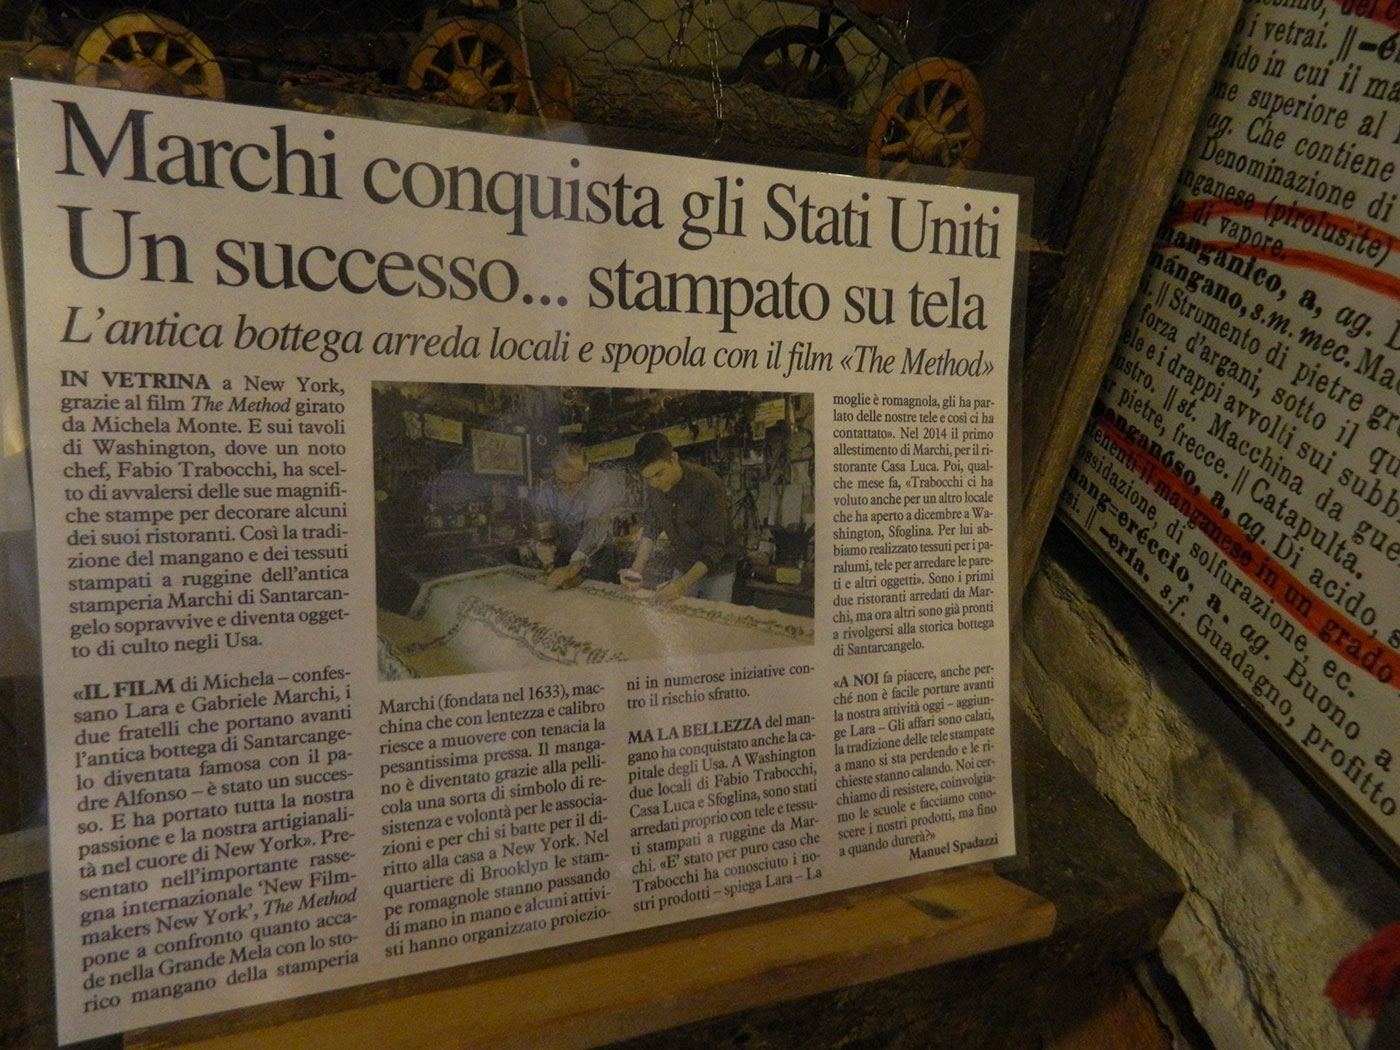 Marchi conquista gli Stati Uniti
Un successo... stampato su tela
L'antica bottega arreda locali e spopola con il film «The Method»
IN VETRINA a New York,
grazie al film The Method girato
da Michela Monte. E sui tavoli
di Washington, dove un noto
chef, Fabio Trabocchi, ha scel-
to di avvalersi delle sue magnifi-
che stampe per decorare alcuni
dei suoi ristoranti. Così la tradi-
zione del mangano e dei tessuti
stampati a ruggine dell'antica
stamperia Marchi di Santarcan-
gelo sopravvive e diventa ogget-
to di culto negli Usa.
«IL FILM di Michela – confes-
sano Lara e Gabriele Marchi, i
due fratelli che portano avanti
l'antica bottega di Santarcange-
lo diventata famosa con il pa-
dre Alfonso – è stato un succes-
so. E ha portato tutta la nostra
passione e la nostra artigianali-
tà nel cuore di New York». Pre-
sentato nell'importante rasse-
gna internazionale 'New Film-
makers New York', The Method
pone a confronto quanto acca-
de nella Grande Mela con lo sto-
rico mangano della stamperia
Marchi (fondata nel 1633), mac-
china che con lentezza e calibro
riesce a muovere con tenacia la
pesantissima pressa. Il manga-
no è diventato grazie alla pelli-
cola una sorta di simbolo di re-
sistenza e volontà per le associa-
zioni e per chi si batte per il di-
ritto alla casa a New York. Nel
quartiere di Brooklyn le stam-
pe romagnole stanno passando
di mano in mano e alcuni attivi-
sti hanno organizzato proiezio-
ni in numerose iniziative con-
tro il rischio sfratto.
MA LA BELLEZZA del man-
gano ha conquistato anche la ca-
pitale degli Usa. A Washington
due locali di Fabio Trabocchi,
Casa Luca e Sfoglina, sono stati
arredati proprio con tele e tessu-
ti stampati a ruggine da Mar-
chi. «E' stato per puro caso che
Trabocchi ha conosciuto i no-
stri prodotti – spiega Lara – La
moglie è romagnola, gli ha par-
lato delle nostre tele e così ci ha
contattato». Nel 2014 il primo
allestimento di Marchi, per il ri-
storante Casa Luca. Poi, qual-
che mese fa, «Trabocchi ci ha
voluto anche per un altro locale
che ha aperto a dicembre a Wa-
shington, Sfoglina. Per lui ab-
biamo realizzato tessuti per i pa-
ralumi, tele per arredare le pare-
ti e altri oggetti». Sono i primi
due ristoranti arredati da Mar-
chi, ma ora altri sono già pronti
a rivolgersi alla storica bottega
di Santarcangelo.
«A NOI fa piacere, anche per-
ché non è facile portare avanti
la nostra attività oggi – aggiun-
ge Lara – Gli affari sono calati,
la tradizione delle tele stampate
a mano si sta perdendo e le ri-
chieste stanno calando. Noi cer-
chiamo di resistere, coinvolgia-
mo le scuole e facciamo cono-
scere i nostri prodotti, ma fino
a quando durerà?»
Manuel Spadazzi
i vetrai. ||
in cui il
superiore al
ag. Che contiene
Denominazione di
(pirolusite)
di vapore.
manganico, a, ag.
mángano, s.m. mec.
|| Strumento di pietre
forza d'argani, sotto il
e i drappi avvolti sui
|| st. Macchina da
pietre, frecce. || Catapulta.
manganóso, a, ag. Di acido,
il manganese in un grado
ossidazione, di solfurazione, ec.
mang-eréccio, a, ag. Buono a
|| -ería, s.f. Guadagno, profitto